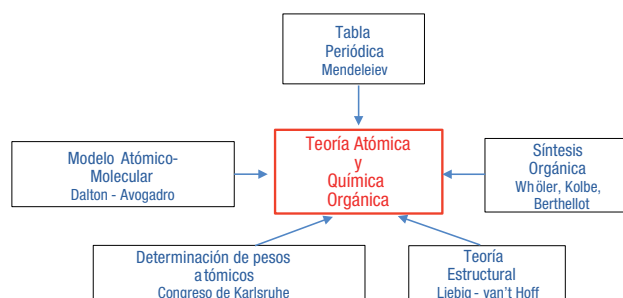 Tabla
Periódica
Mendeleiev
Teoría Atómica
y
Química
Orgánica
Modelo Atómico-
Molecular
Dalton - Avogadro
Síntesis
Orgánica
Whöler, Kolbe,
Berthellot
Determinación de pesos
atómicos
Congreso de Karlsruhe
Teoría
Estructural
Liebig - van't Hoff